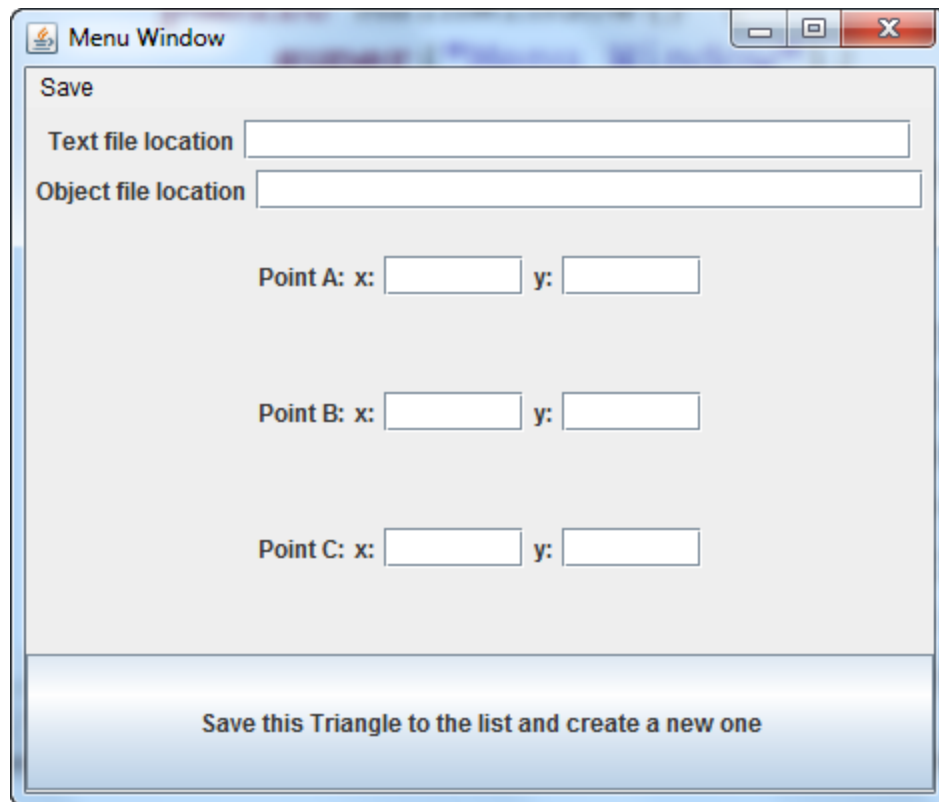 Menu Window
Save
Text file location
Object file location
Point A: x: y:
Point B: x: y:
Point C: x: y:
Save this Triangle to the list and create a new one